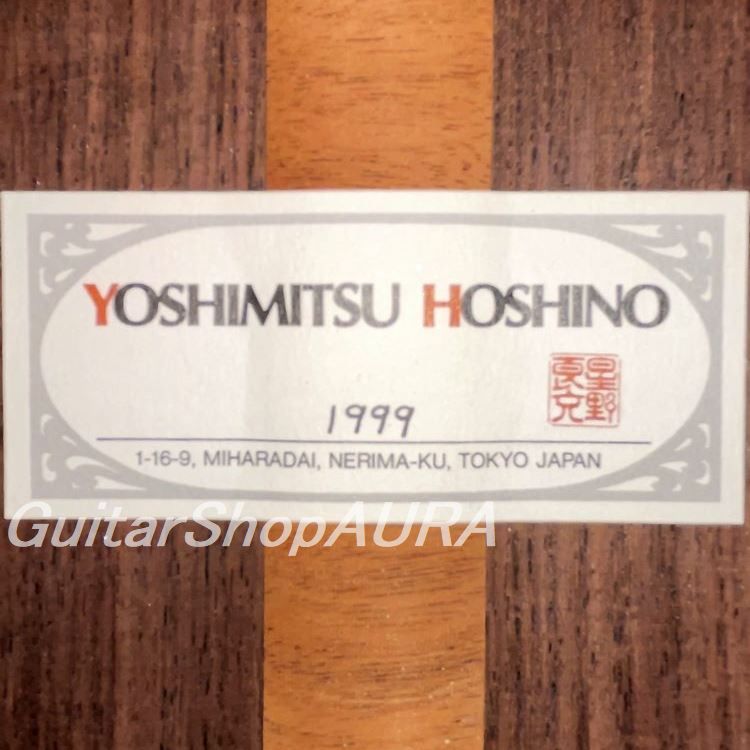 YOSHIMITSU HOSHINO
星野
良充
1999
1-16-9, MIHARADAI, NERIMA-KU, TOKYO JAPAN
GuitarShopAURA